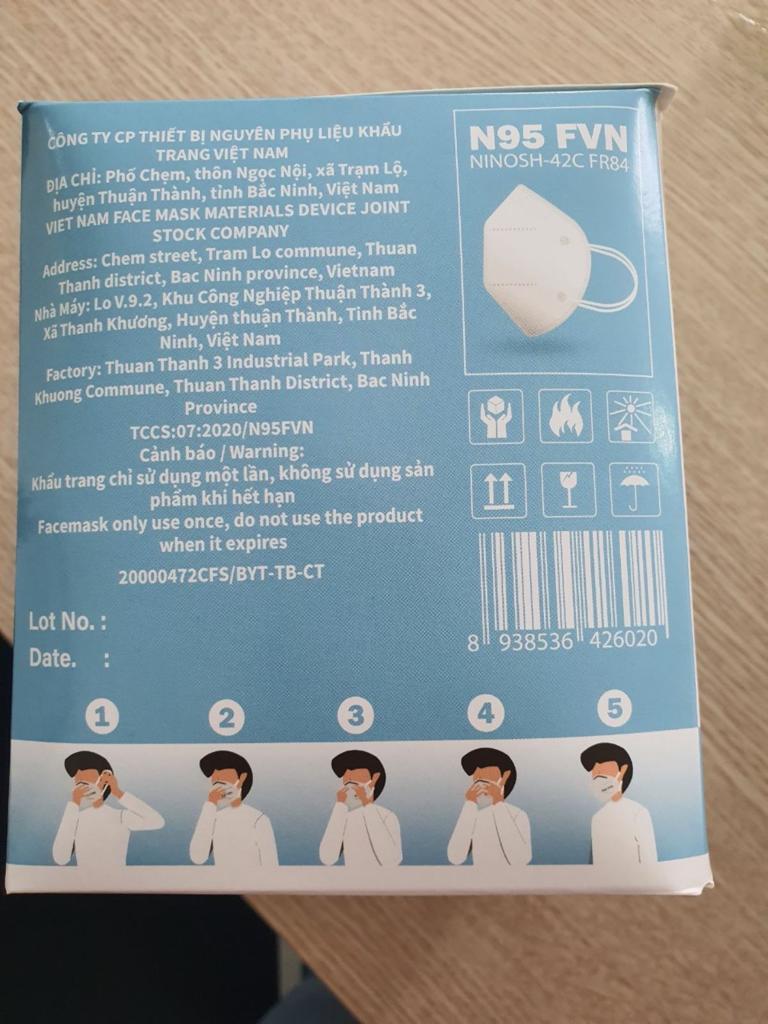 CÔNG TY CP THIẾT BỊ NGUYÊN PHỤ LIỆU KHẨU
TRANG VIỆT NAM
ĐỊA CHỈ: Phố Chẹm, thôn Ngọc Nội, xã Trạm Lộ,
huyện Thuận Thành, tỉnh Bắc Ninh, Việt Nam
VIET NAM FACE MASK MATERIALS DEVICE JOINT
STOCK COMPANY
Address: Chem street, Tram Lo commune, Thuan
Thanh district, Bac Ninh province, Vietnam
Nhà Máy: Lo V.9.2, Khu Công Nghiệp Thuận Thành 3,
Xã Thanh Khương, Huyện thuận Thành, Tỉnh Bắc
Ninh, Việt Nam
Factory: Thuan Thanh 3 Industrial Park, Thanh
Khuong Commune, Thuan Thanh District, Bac Ninh
Province
TCCS:07:2020/N95FVN
Cảnh báo / Warning:
Khẩu trang chỉ sử dụng một lần, không sử dụng sản
phẩm khi hết hạn
Facemask only use once, do not use the product
when it expires
20000472CFS/BYT-TB-CT
Lot No. :
Date. :
N95 FVN
NINOSH-42C FR84
8 938536 426020
1 2 3 4 5